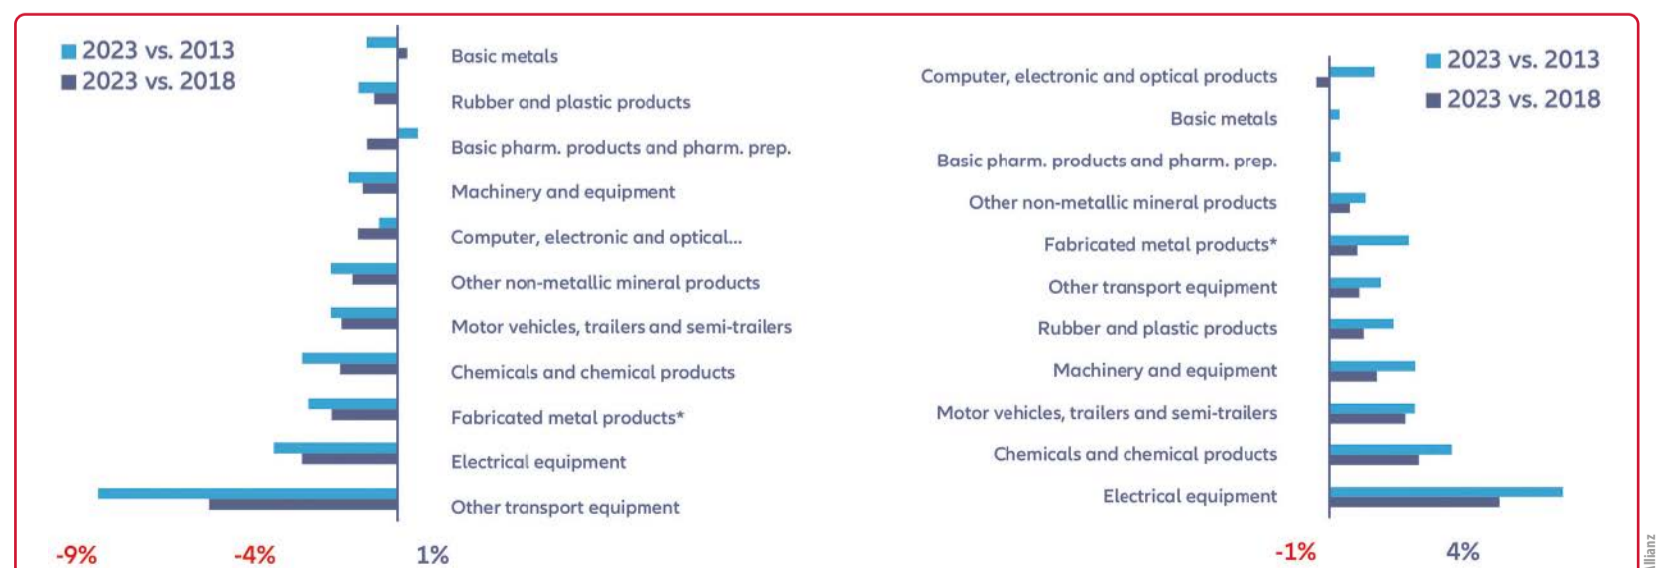 2023 vs. 2013
2023 vs. 2018
Basic metals
Rubber and plastic products
Basic pharm. products and pharm. prep.
Machinery and equipment
Computer, electronic and optical...
Other non-metallic mineral products
Motor vehicles, trailers and semi-trailers
Chemicals and chemical products
Fabricated metal products*
Electrical equipment
Other transport equipment
-9%
-4%
1%
2023 vs. 2013
2023 vs. 2018
Computer, electronic and optical products
Basic metals
Basic pharm. products and pharm. prep.
Other non-metallic mineral products
Fabricated metal products*
Other transport equipment
Rubber and plastic products
Machinery and equipment
Motor vehicles, trailers and semi-trailers
Chemicals and chemical products
Electrical equipment
-1%
4%
Allianz